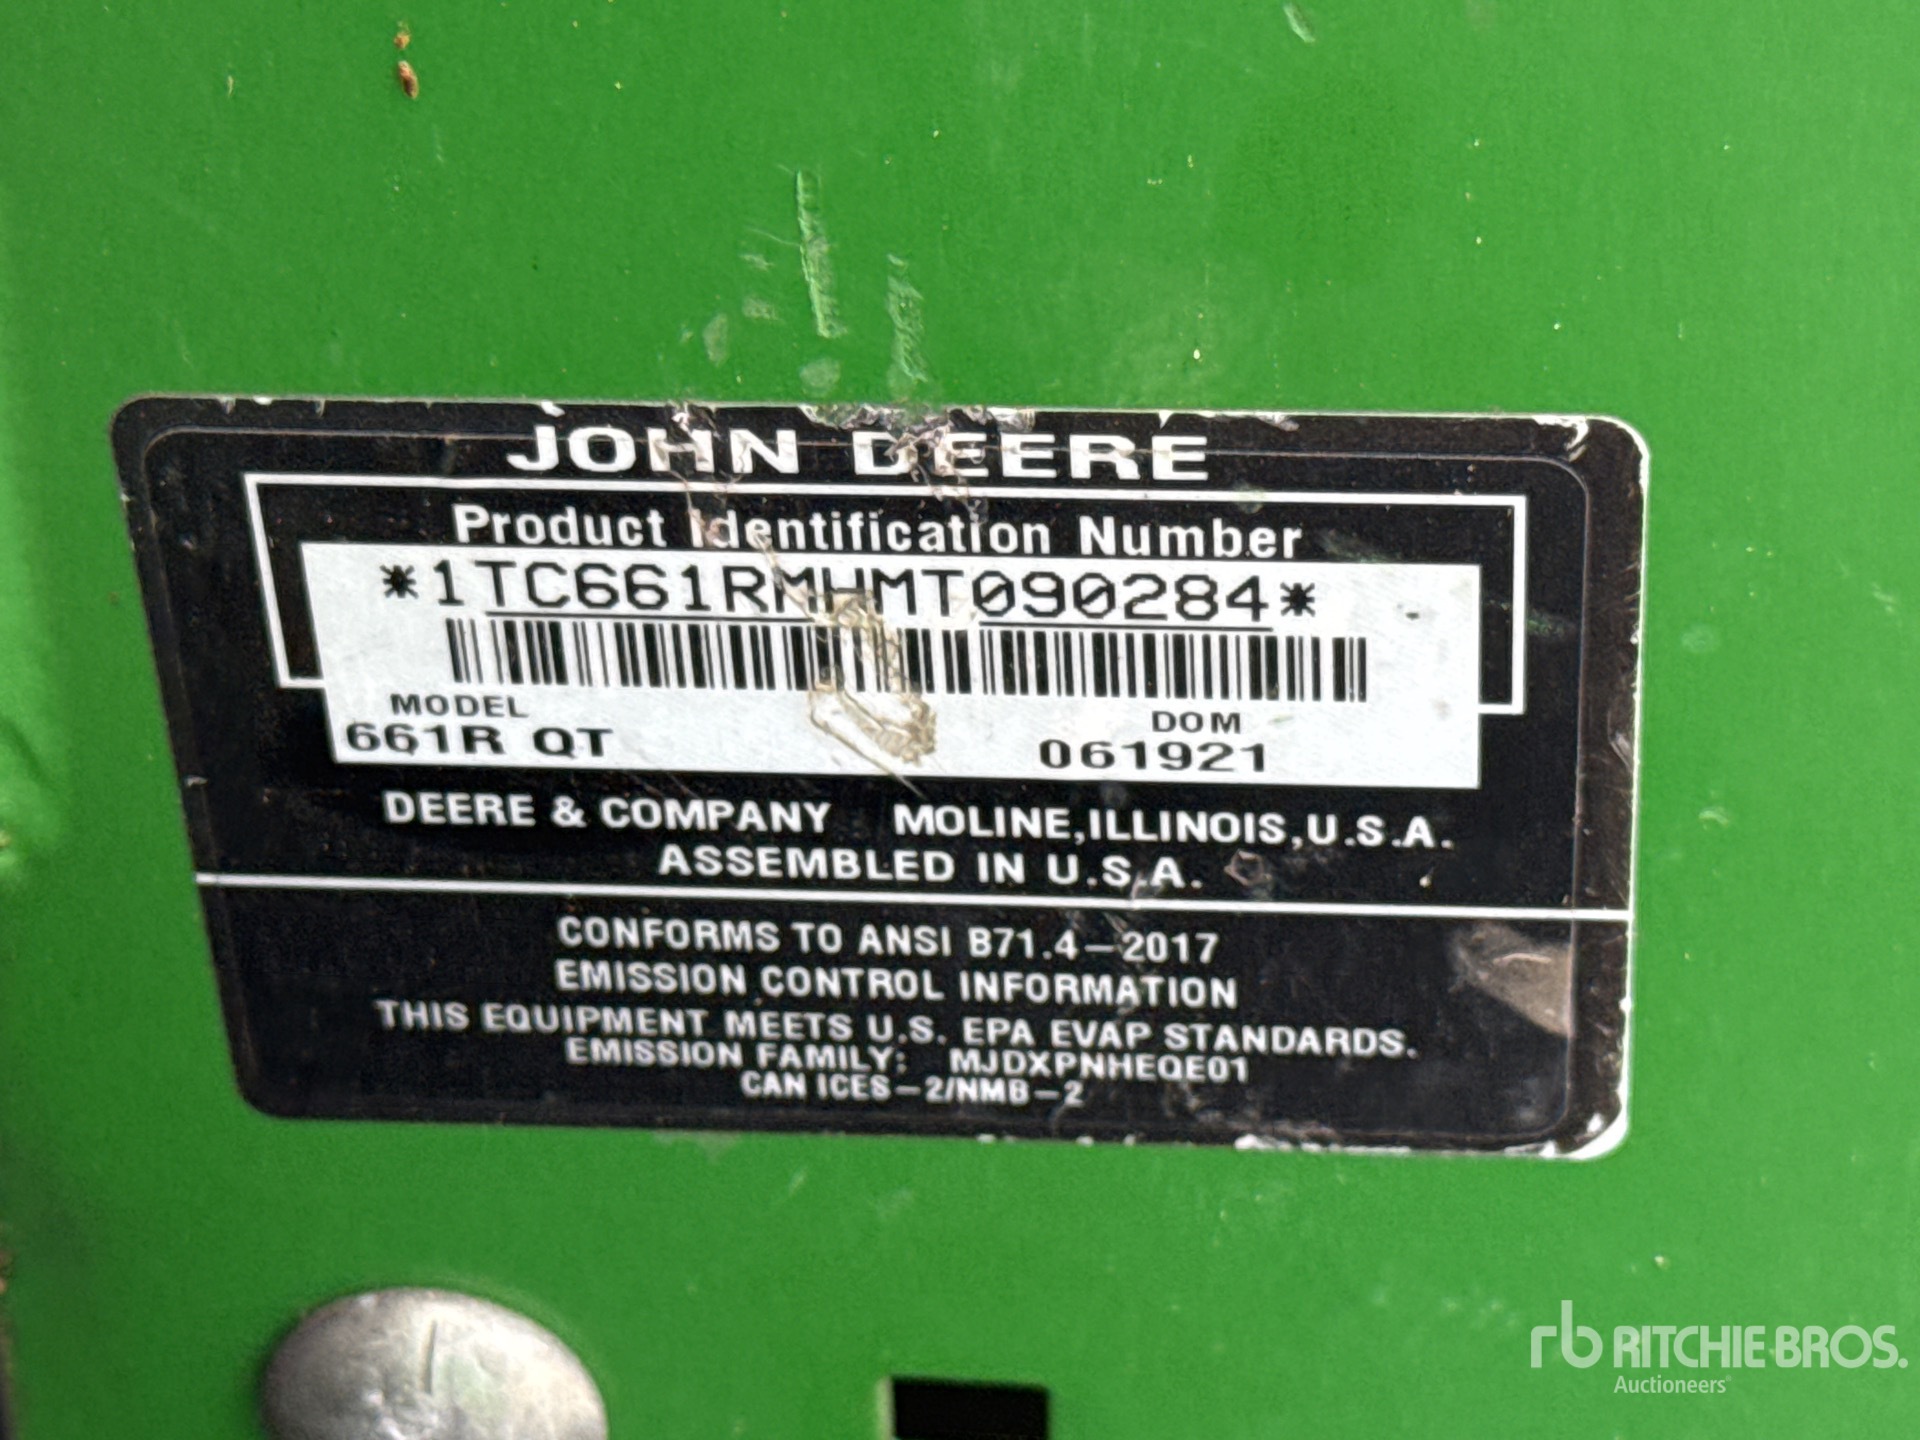 JOHN DEERE
Product Identification Number
*1TC661RMHMT090284*
MODEL
661R QT
DOM
061921
DEERE & COMPANY MOLINE, ILLINOIS, U.S.A.
ASSEMBLED IN U.S.A.
CONFORMS TO ANSI B71.4-2017
EMISSION CONTROL INFORMATION
THIS EQUIPMENT MEETS U.S. EPA EVAP STANDARDS.
EMISSION FAMILY: MJDXPNHEQE01
CAN ICES-2/NMB-2
rb RITCHIE BROS.
Auctioneers